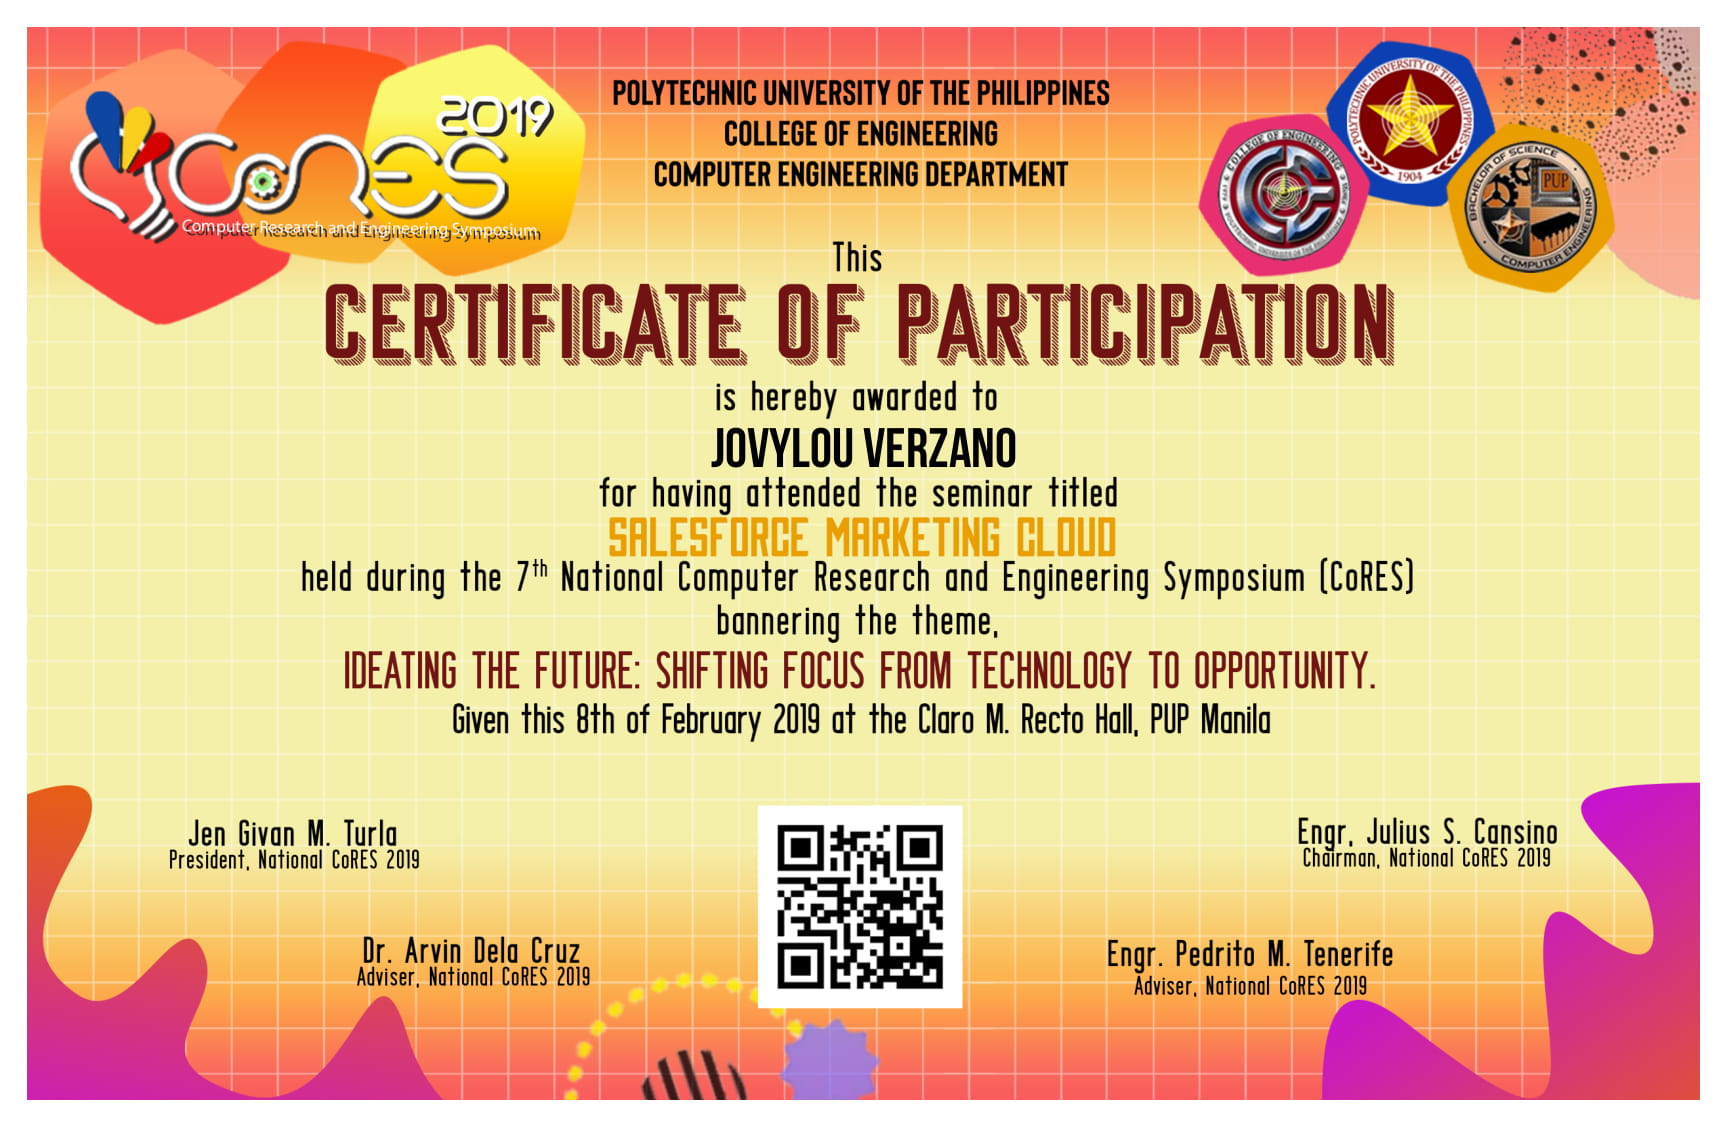 2019
CoRES
Computer Research and Engineering Symposium
POLYTECHNIC UNIVERSITY OF THE PHILIPPINES
COLLEGE OF ENGINEERING
COMPUTER ENGINEERING DEPARTMENT
POLYTECHNIC UNIVERSITY OF THE PHILIPPINES
1904
COLLEGE OF ENGINEERING
POLYTECHNIC UNIVERSITY OF THE PHILIPPINES
BACHELOR OF SCIENCE
PUP
COMPUTER ENGINEERING
This
CERTIFICATE OF PARTICIPATION
is hereby awarded to
JOVYLOU VERZANO
for having attended the seminar titled
SALESFORCE MARKETING CLOUD
held during the 7th National Computer Research and Engineering Symposium (CoRES)
bannering the theme,
IDEATING THE FUTURE: SHIFTING FOCUS FROM TECHNOLOGY TO OPPORTUNITY.
Given this 8th of February 2019 at the Claro M. Recto Hall, PUP Manila
Jen Givan M. Turla
President, National CoRES 2019
Engr, Julius S. Cansino
Chairman, National CoRES 2019
Dr. Arvin Dela Cruz
Adviser, National CoRES 2019
Engr. Pedrito M. Tenerife
Adviser, National CoRES 2019